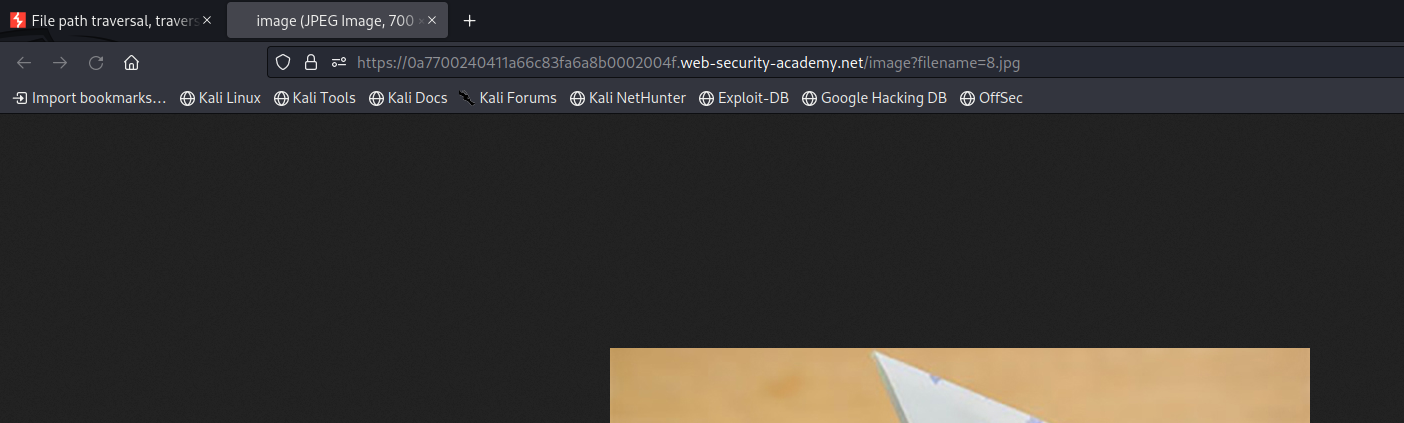 File path traversal, travers
image (JPEG Image, 700 ×
https://0a7700240411a66c83fa6a8b0002004f.web-security-academy.net/image?filename=8.jpg
Import bookmarks… Kali Linux Kali Tools Kali Docs Kali Forums Kali NetHunter Exploit-DB Google Hacking DB OffSec